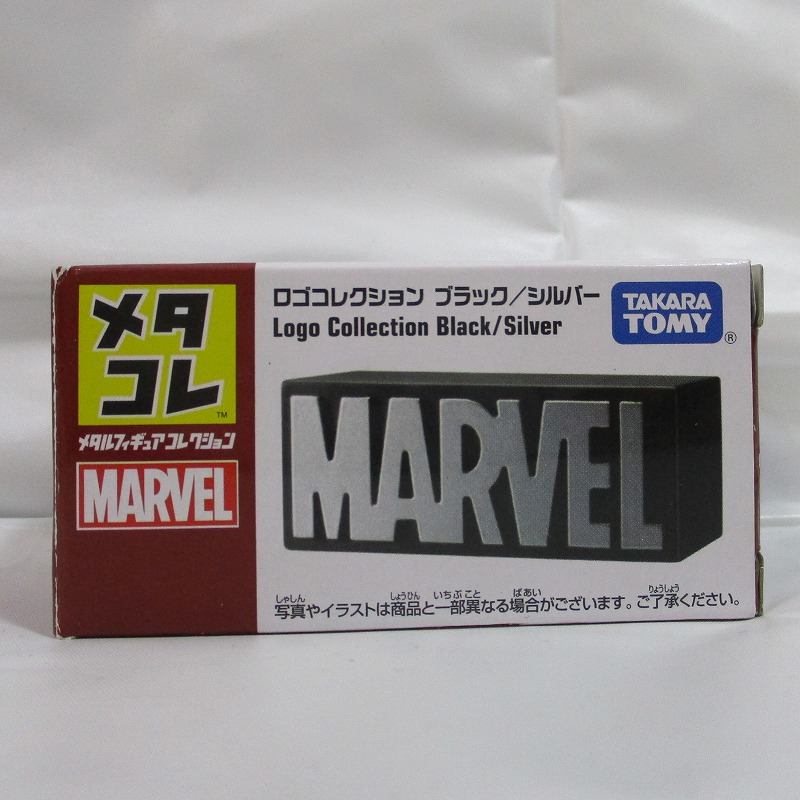 メタ
コレ
TM
メタルフィギュアコレクション
MARVEL
ロゴコレクション ブラック/シルバー
Logo Collection Black/Silver
TAKARA
TOMY
®
MARVEL
しゃしん しょうひん いちぶこと ばあい りょうしょう
写真やイラストは商品と一部異なる場合がございます。ご了承ください。